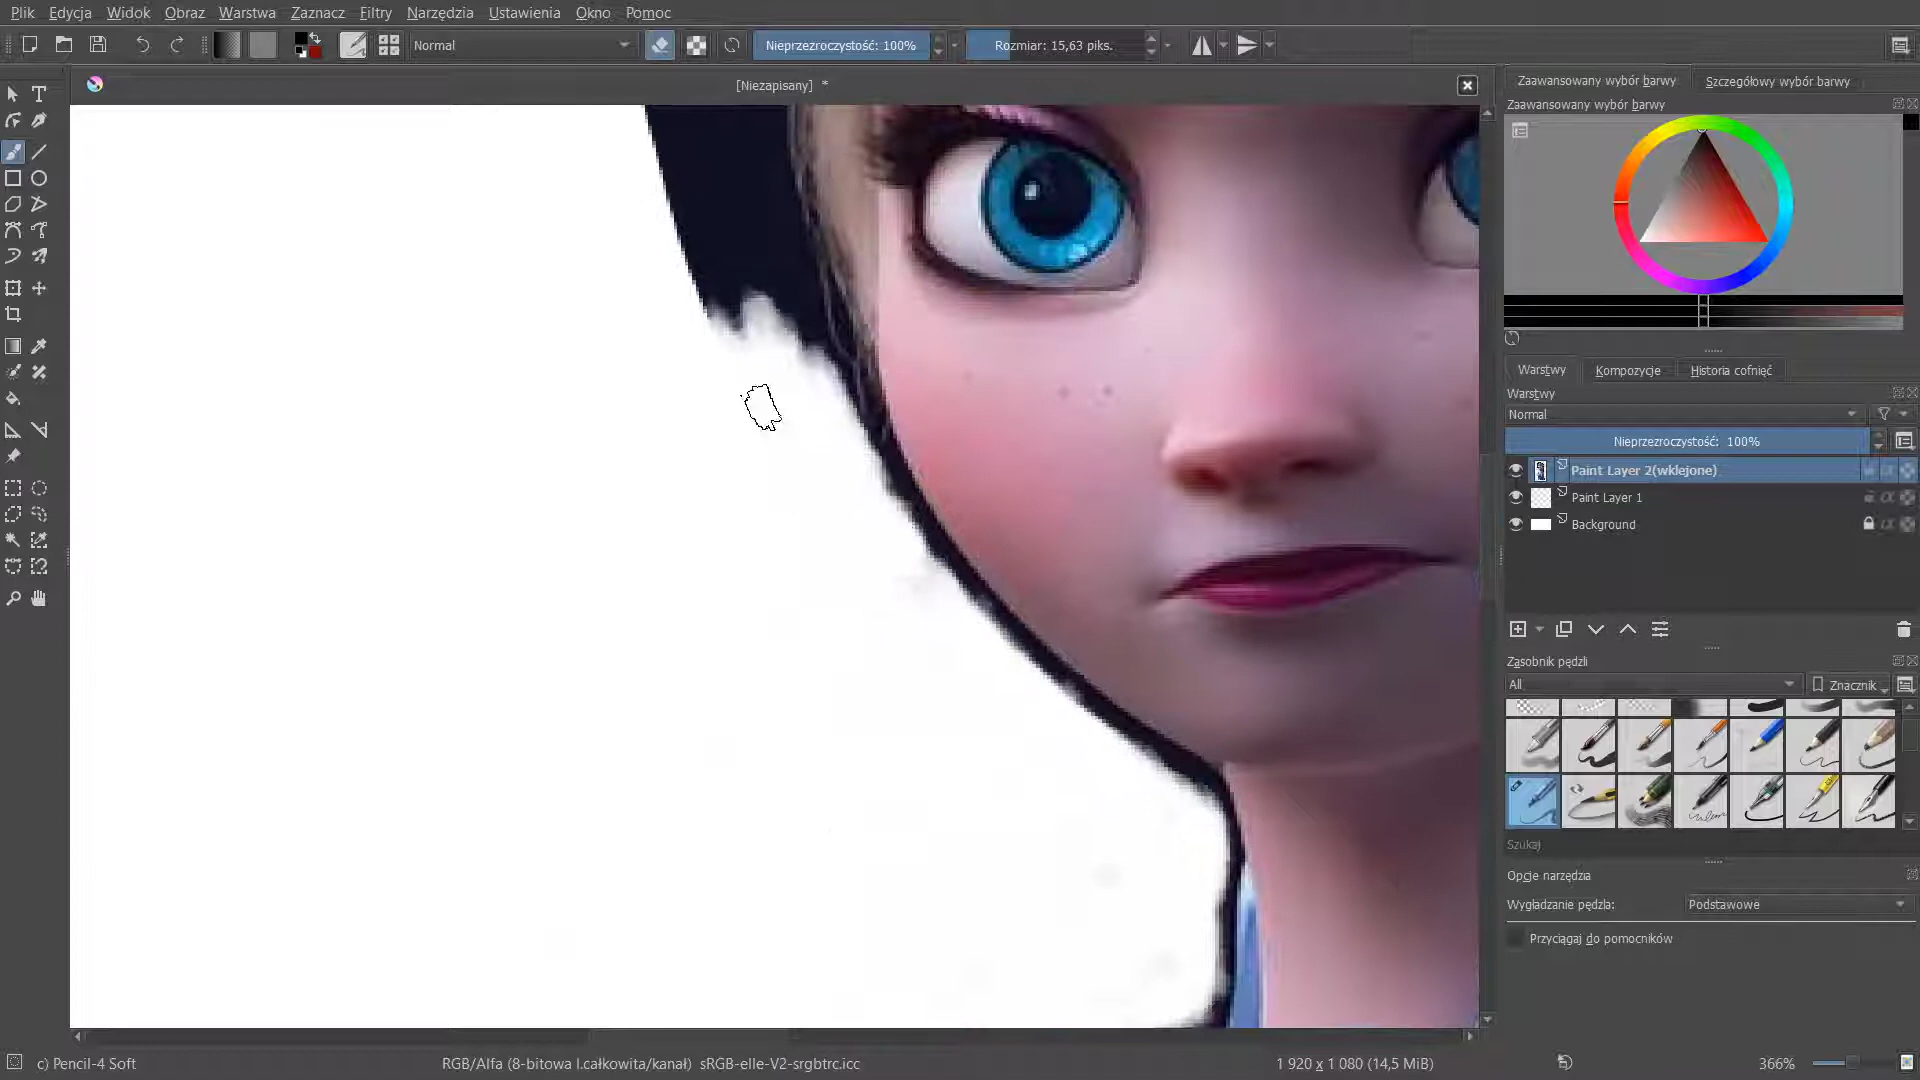 Plik Edycja Widok Obraz Warstwa Zaznacz Filtry Narzędzia Ustawienia Okno Pomoc
Normal Nieprzezroczystość: 100% Rozmiar: 15,63 piks.
[Niezapisany] *
Zaawansowany wybór barwy Szczegółowy wybór barwy
Zaawansowany wybór barwy
Warstwy Kompozycje Historia cofnięć
Warstwy
Normal
Nieprzezroczystość: 100%
Paint Layer 2(wklejone)
Paint Layer 1
Background
Zasobnik pędzli
All Znacznik
Szukaj
Opcje narzędzia
Wygładzanie pędzla: Podstawowe
Przyciągaj do pomocników
c) Pencil-4 Soft RGB/Alfa (8-bitowa l.całkowita/kanał) sRGB-elle-V2-srgbtrc.icc 1 920 x 1 080 (14,5 MiB) 366%